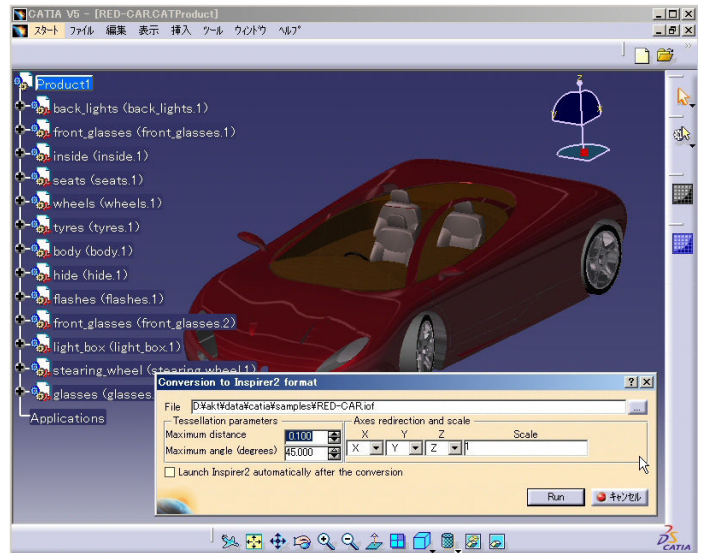 CATIA V5 - [RED-CAR.CATProduct]
スタート ファイル 編集 表示 挿入 ツール ウィンドウ ヘルプ
Product1
back_lights (back_lights.1)
front_glasses (front_glasses.1)
inside (inside.1)
seats (seats.1)
wheels (wheels.1)
tyres (tyres.1)
body (body.1)
hide (hide.1)
flashes (flashes.1)
front_glasses (front_glasses.2)
light_box (light_box.1)
stearing_wheel (stearing_wheel.1)
glasses (glasses.
Applications
z
Conversion to Inspirer2 format
File D:¥akt¥data¥catia¥samples¥RED-CAR.iof ...
Tessellation parameters
Axes redirection and scale
Maximum distance 0.100
X Y Z Scale
Maximum angle (degrees) 45.000
X Y Z 1
Launch Inspirer2 automatically after the conversion
Run キャンセル
CATIA